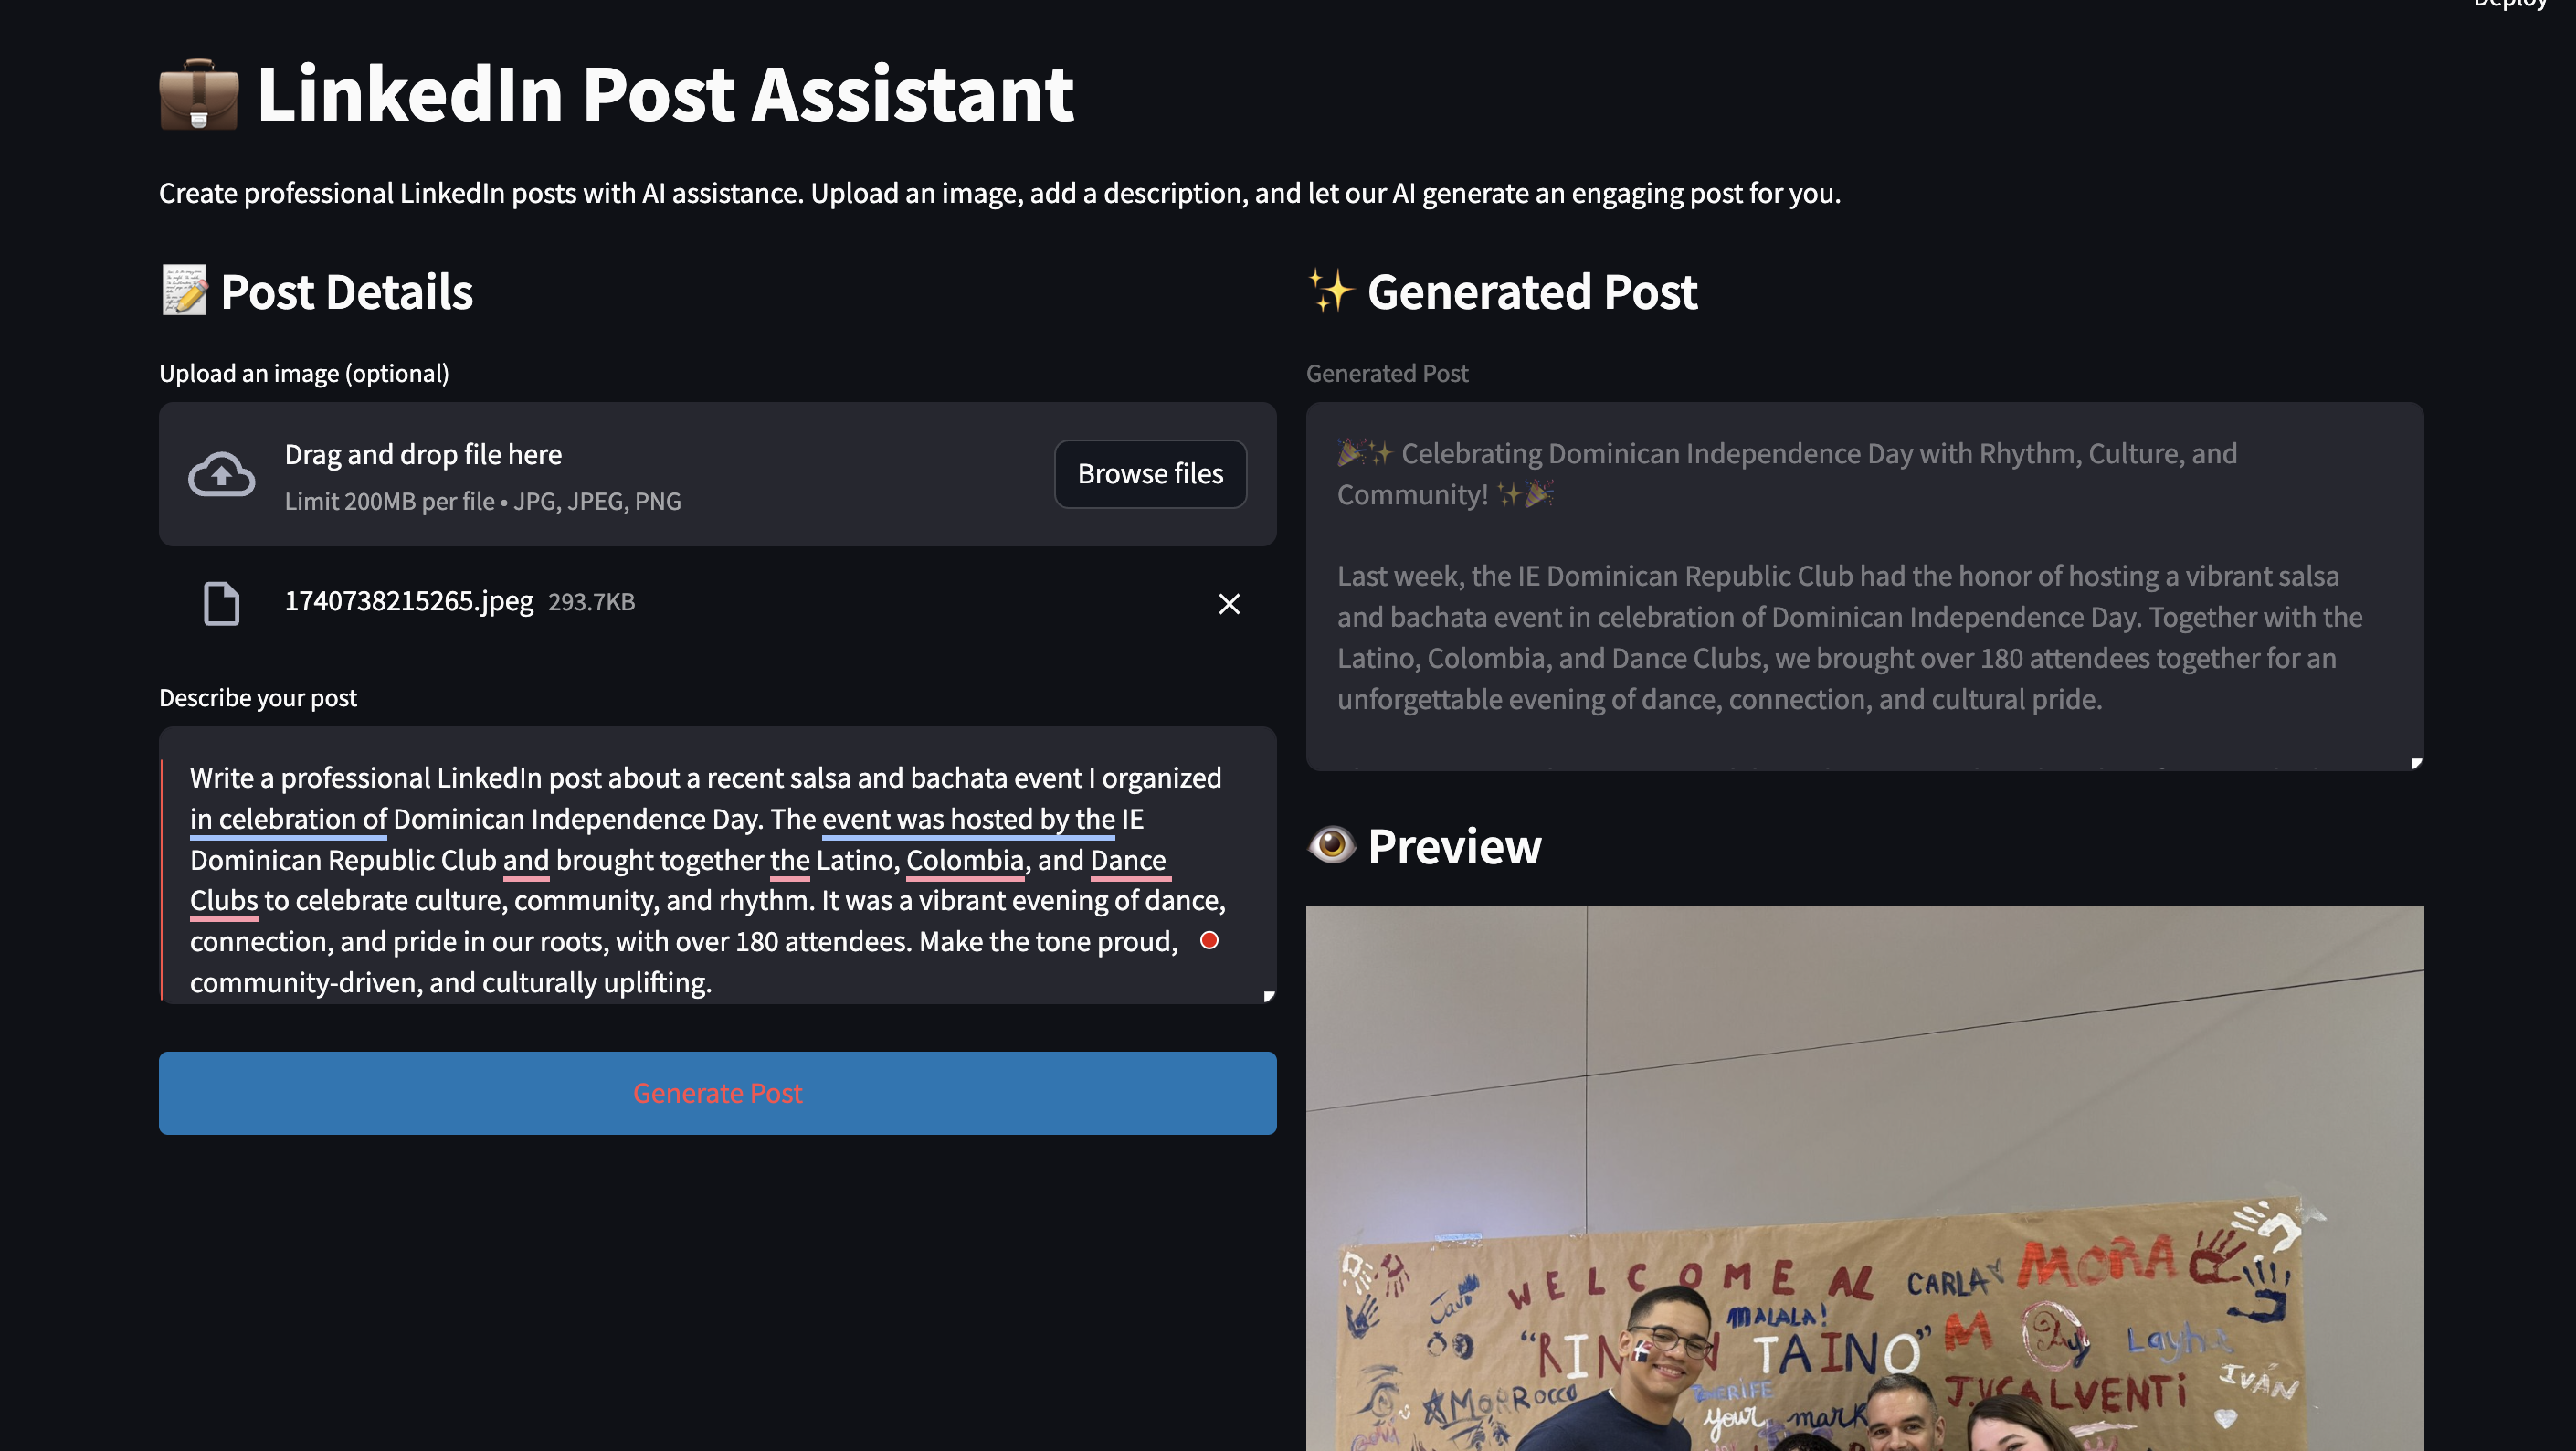 Deploy
LinkedIn Post Assistant
Create professional LinkedIn posts with AI assistance. Upload an image, add a description, and let our AI generate an engaging post for you.
Post Details
Upload an image (optional)
Drag and drop file here
Limit 200MB per file • JPG, JPEG, PNG
Browse files
1740738215265.jpeg 293.7KB
Describe your post
Write a professional LinkedIn post about a recent salsa and bachata event I organized
in celebration of Dominican Independence Day. The event was hosted by the IE
Dominican Republic Club and brought together the Latino, Colombia, and Dance
Clubs to celebrate culture, community, and rhythm. It was a vibrant evening of dance,
connection, and pride in our roots, with over 180 attendees. Make the tone proud,
community-driven, and culturally uplifting.
Generate Post
Generated Post
Generated Post
🎉✨ Celebrating Dominican Independence Day with Rhythm, Culture, and
Community! ✨🎉
Last week, the IE Dominican Republic Club had the honor of hosting a vibrant salsa
and bachata event in celebration of Dominican Independence Day. Together with the
Latino, Colombia, and Dance Clubs, we brought over 180 attendees together for an
unforgettable evening of dance, connection, and cultural pride.
Preview
WELCOME AL CARLA MORA
Javi MALALA!
TAINO" M
J.V CALVENTi IVÁN
MORROCCO
your mark